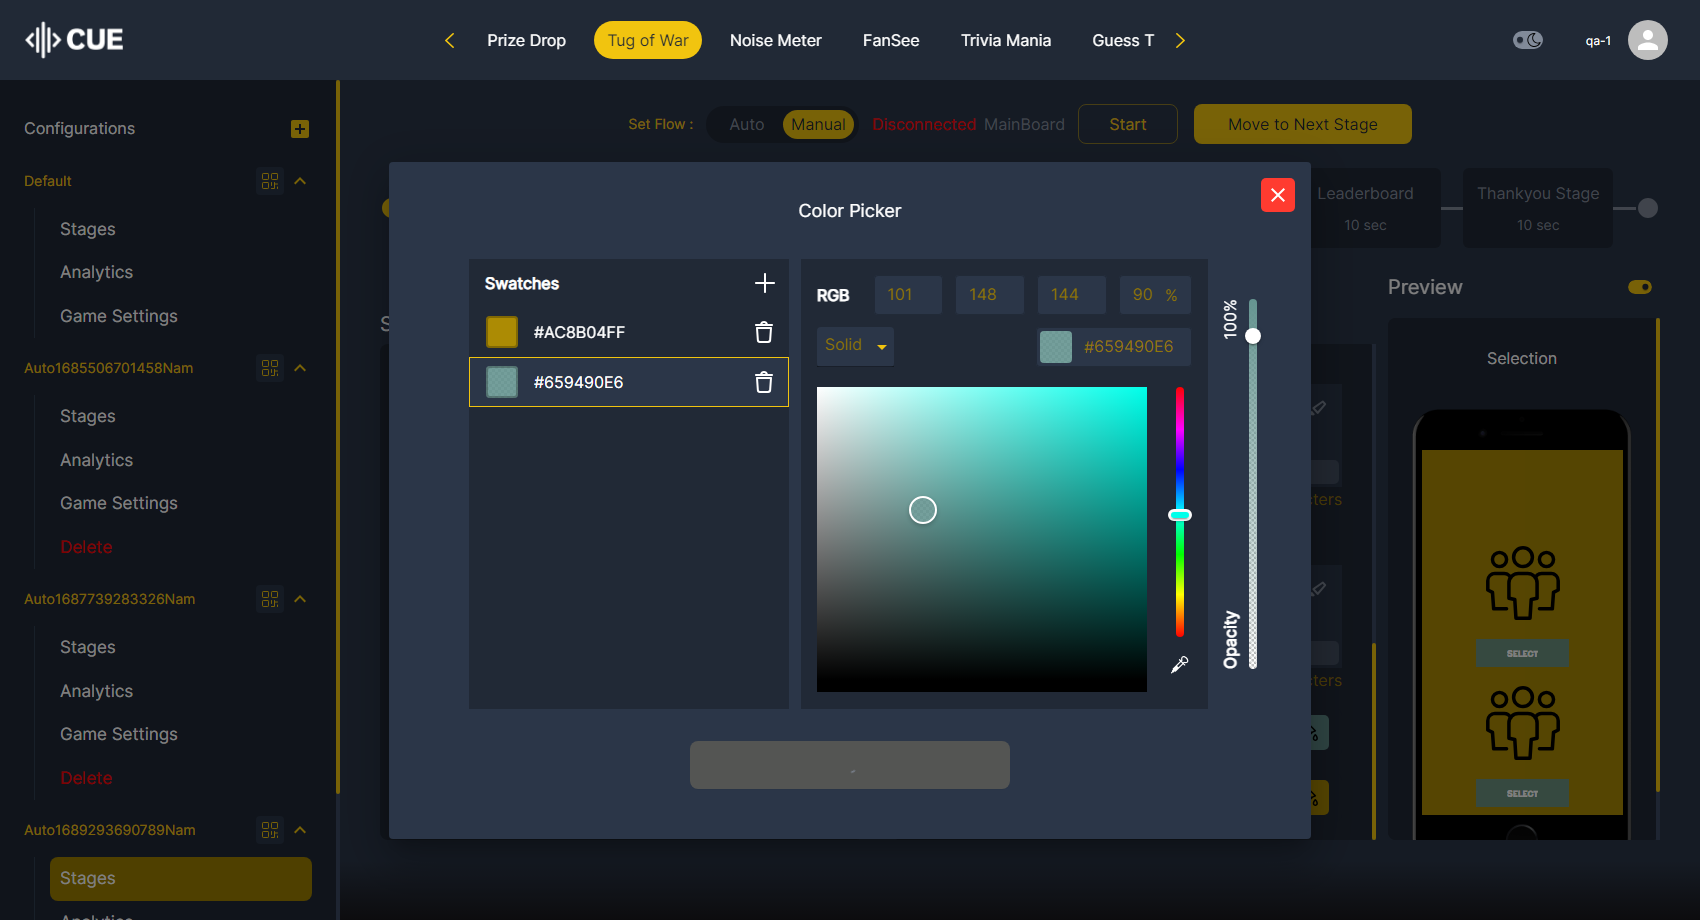 CUE
Prize Drop
Tug of War
Noise Meter
FanSee
Trivia Mania
Guess T
qa-1
Configurations
Default
Stages
Analytics
Game Settings
Auto1685506701458Nam
Stages
Analytics
Game Settings
Delete
Auto1687739283326Nam
Stages
Analytics
Game Settings
Delete
Auto1689293690789Nam
Stages
Analytics
Set Flow :
Auto
Manual
Disconnected MainBoard
Start
Move to Next Stage
Leaderboard
10 sec
Thankyou Stage
10 sec
S
Color Picker
Swatches
#AC8B04FF
#659490E6
RGB
101
148
144
90 %
Solid
#659490E6
100%
Opacity
cters
cters
Preview
Selection
SELECT
SELECT